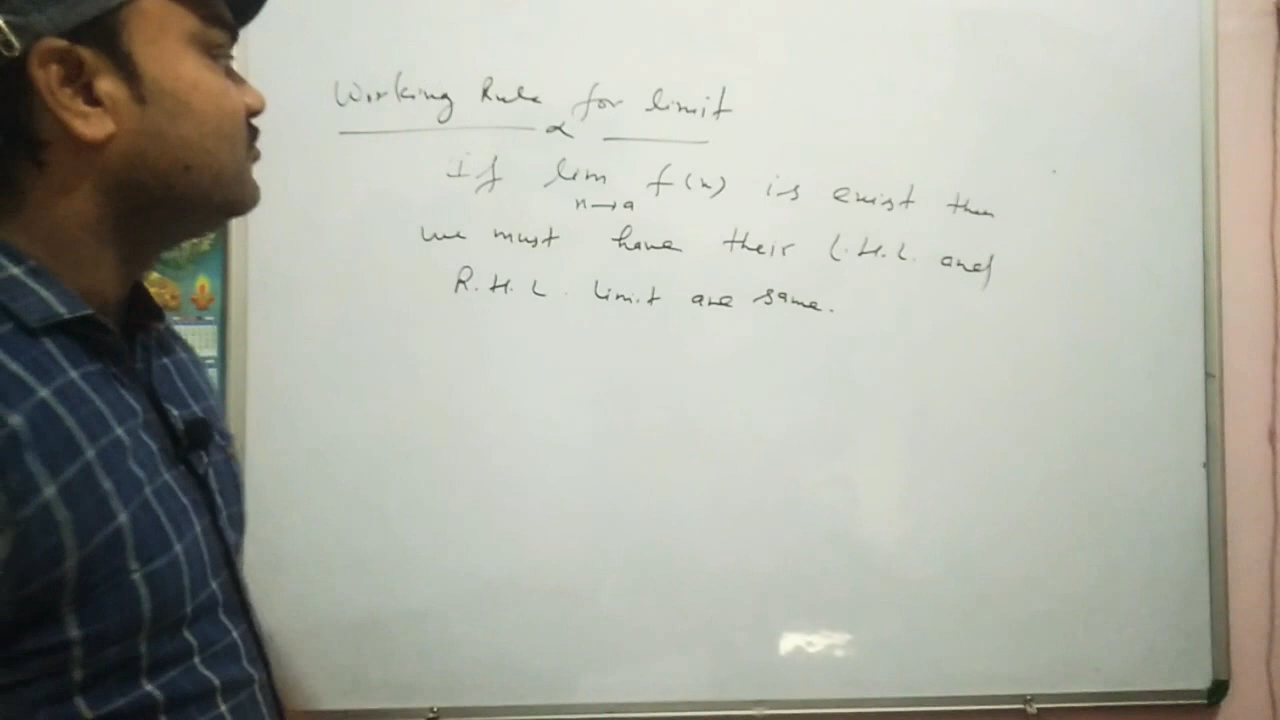 Working Rule for limit
If lim f(x) is exist then
x→a
we must have their L.H.L. and
R.H.L. Limit are same.